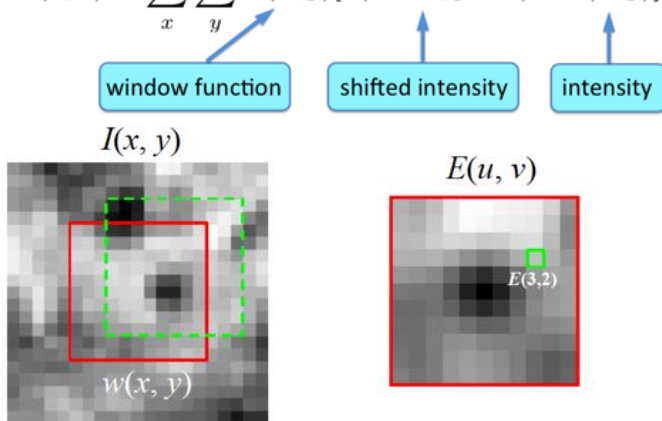 x y
window function shifted intensity intensity
I(x, y)
E(u, v)
E(3,2)
w(x, y)